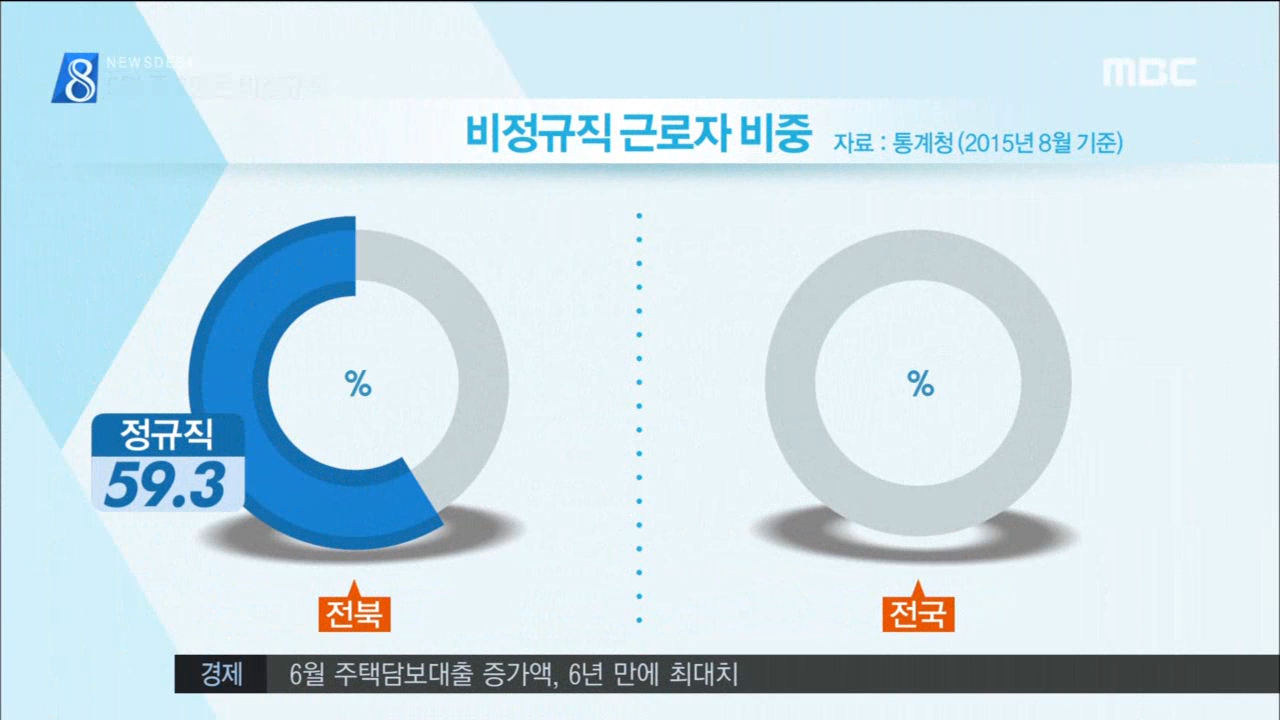 8 NEWSDESK
MBC
비정규직 근로자 비중 자료 : 통계청 (2015년 8월 기준)
% %
정규직
59.3
전북 전국
경제 6월 주택담보대출 증가액, 6년 만에 최대치